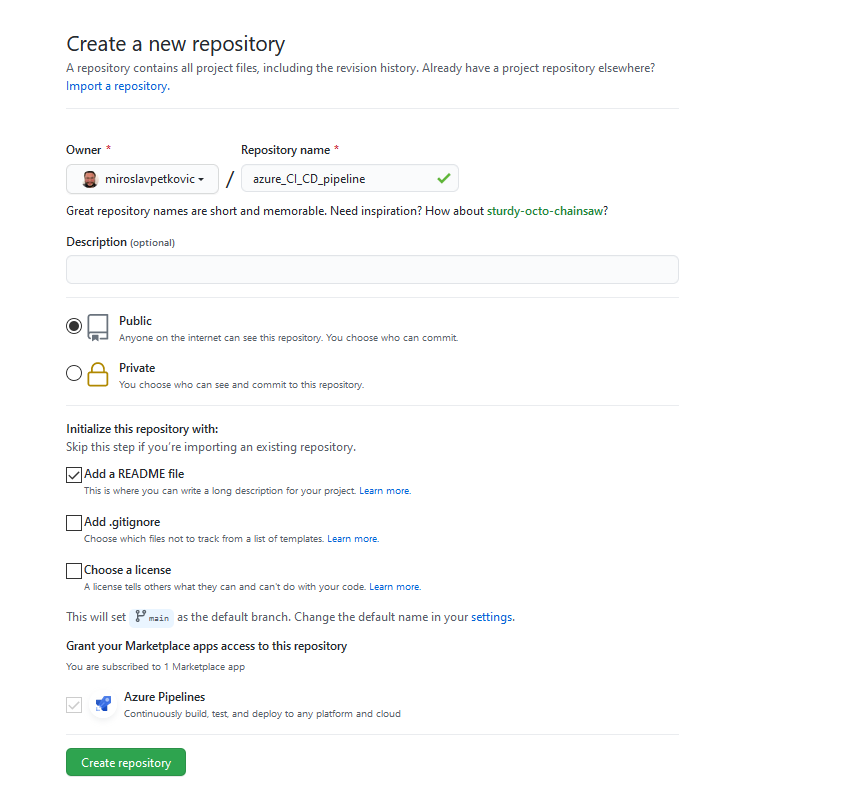 Create a new repository
A repository contains all project files, including the revision history. Already have a project repository elsewhere?
Import a repository.
Owner * Repository name *
miroslavpetkovic / azure_CI_CD_pipeline
Great repository names are short and memorable. Need inspiration? How about sturdy-octo-chainsaw?
Description (optional)
Public
Anyone on the internet can see this repository. You choose who can commit.
Private
You choose who can see and commit to this repository.
Initialize this repository with:
Skip this step if you're importing an existing repository.
Add a README file
This is where you can write a long description for your project. Learn more.
Add .gitignore
Choose which files not to track from a list of templates. Learn more.
Choose a license
A license tells others what they can and can't do with your code. Learn more.
This will set main as the default branch. Change the default name in your settings.
Grant your Marketplace apps access to this repository
You are subscribed to 1 Marketplace app
Azure Pipelines
Continuously build, test, and deploy to any platform and cloud
Create repository